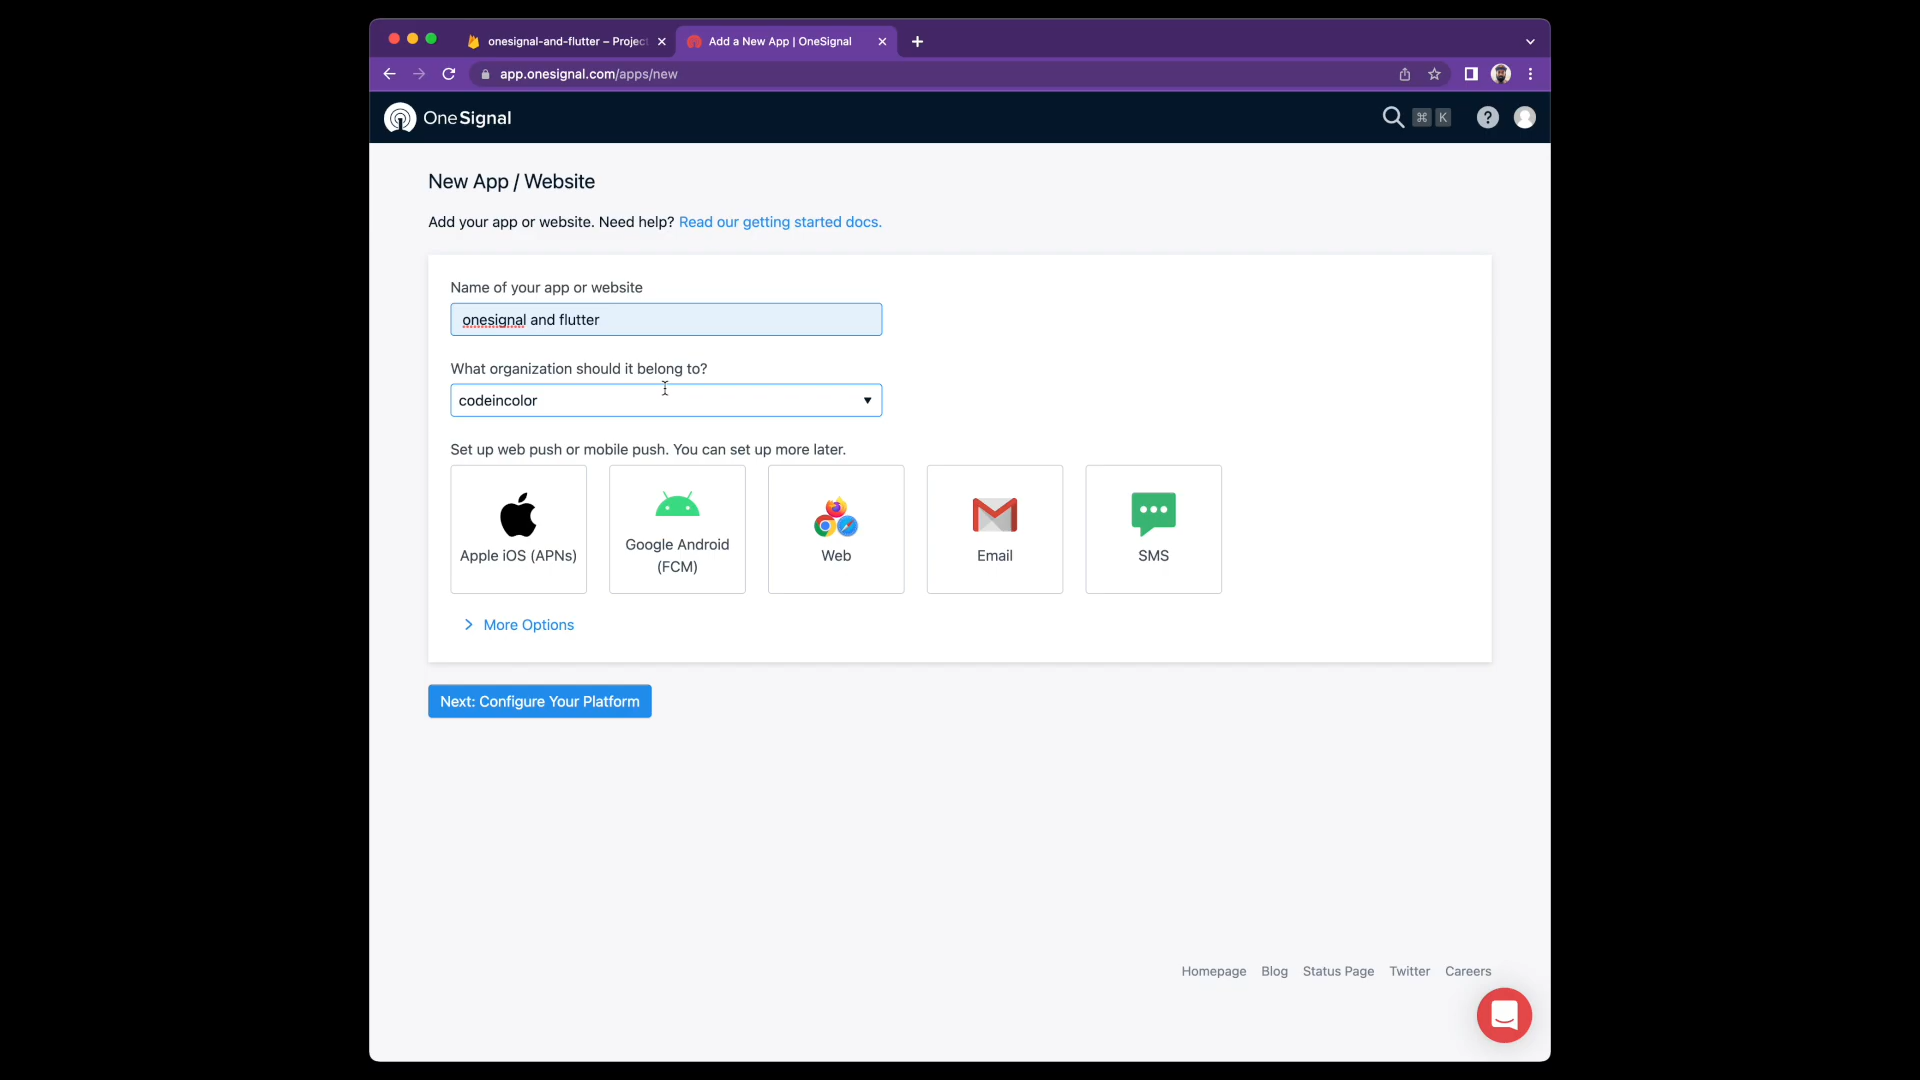 onesignal-and-flutter – Project
Add a New App | OneSignal
app.onesignal.com/apps/new
OneSignal
⌘ K
?
New App / Website
Add your app or website. Need help? Read our getting started docs.
Name of your app or website
onesignal and flutter
What organization should it belong to?
codeincolor
Set up web push or mobile push. You can set up more later.
Apple iOS (APNs)
Google Android
(FCM)
Web
Email
SMS
More Options
Next: Configure Your Platform
Homepage Blog Status Page Twitter Careers